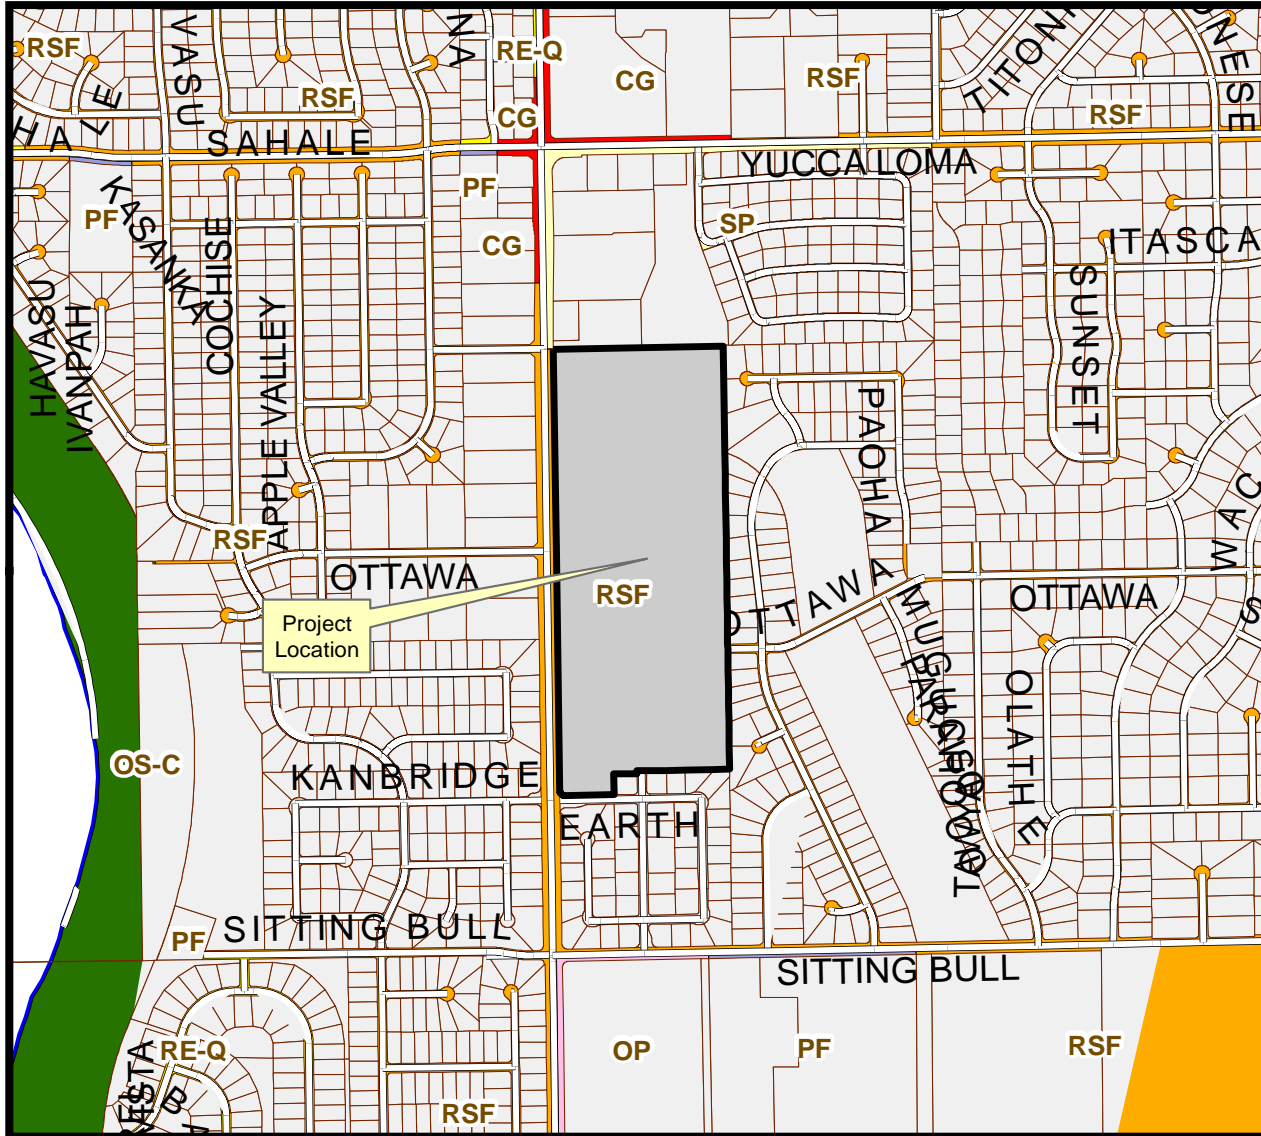 RSF
VASU
RSF
NA
RE-Q
CG
CG
RSF
RSF
SAHALE
YUCCA LOMA
PF
KASANKA
PF
COCHISE
CG
SP
ITASCA
HAVASU
IVANPAH
APPLE VALLEY
SUNSET
PAOHA
RSF
OTTAWA
Project
Location
RSF
OTTAWA
OTTAWA
OLATHE
OS-C
KANBRIDGE
EARTH
SITTING BULL
PF
SITTING BULL
RE-Q
OP
PF
RSF
RSF